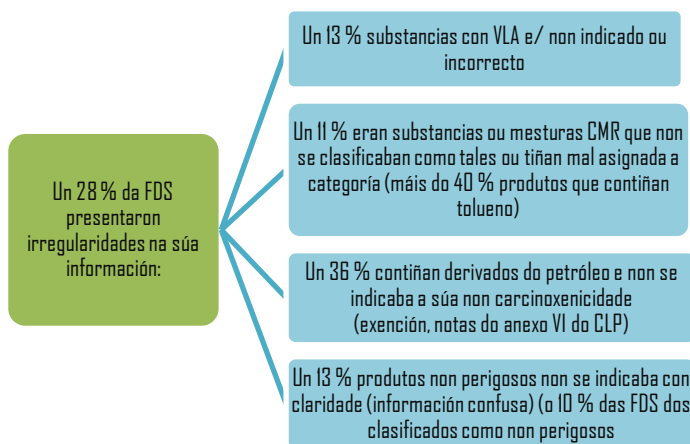 Un 28 % da FDS
presentaron
irregularidades na súa
información:
Un 13 % substancias con VLA e/ non indicado ou
incorrecto
Un 11 % eran substancias ou mesturas CMR que non
se clasificaban como tales ou tiñan mal asignada a
categoría (máis do 40 % produtos que contiñan
tolueno)
Un 36 % contiñan derivados do petróleo e non se
indicaba a súa non carcinoxenicidade
(exención, notas do anexo VI do CLP)
Un 13 % produtos non perigosos non se indicaba con
claridade (información confusa) (o 10 % das FDS dos
clasificados como non perigosos